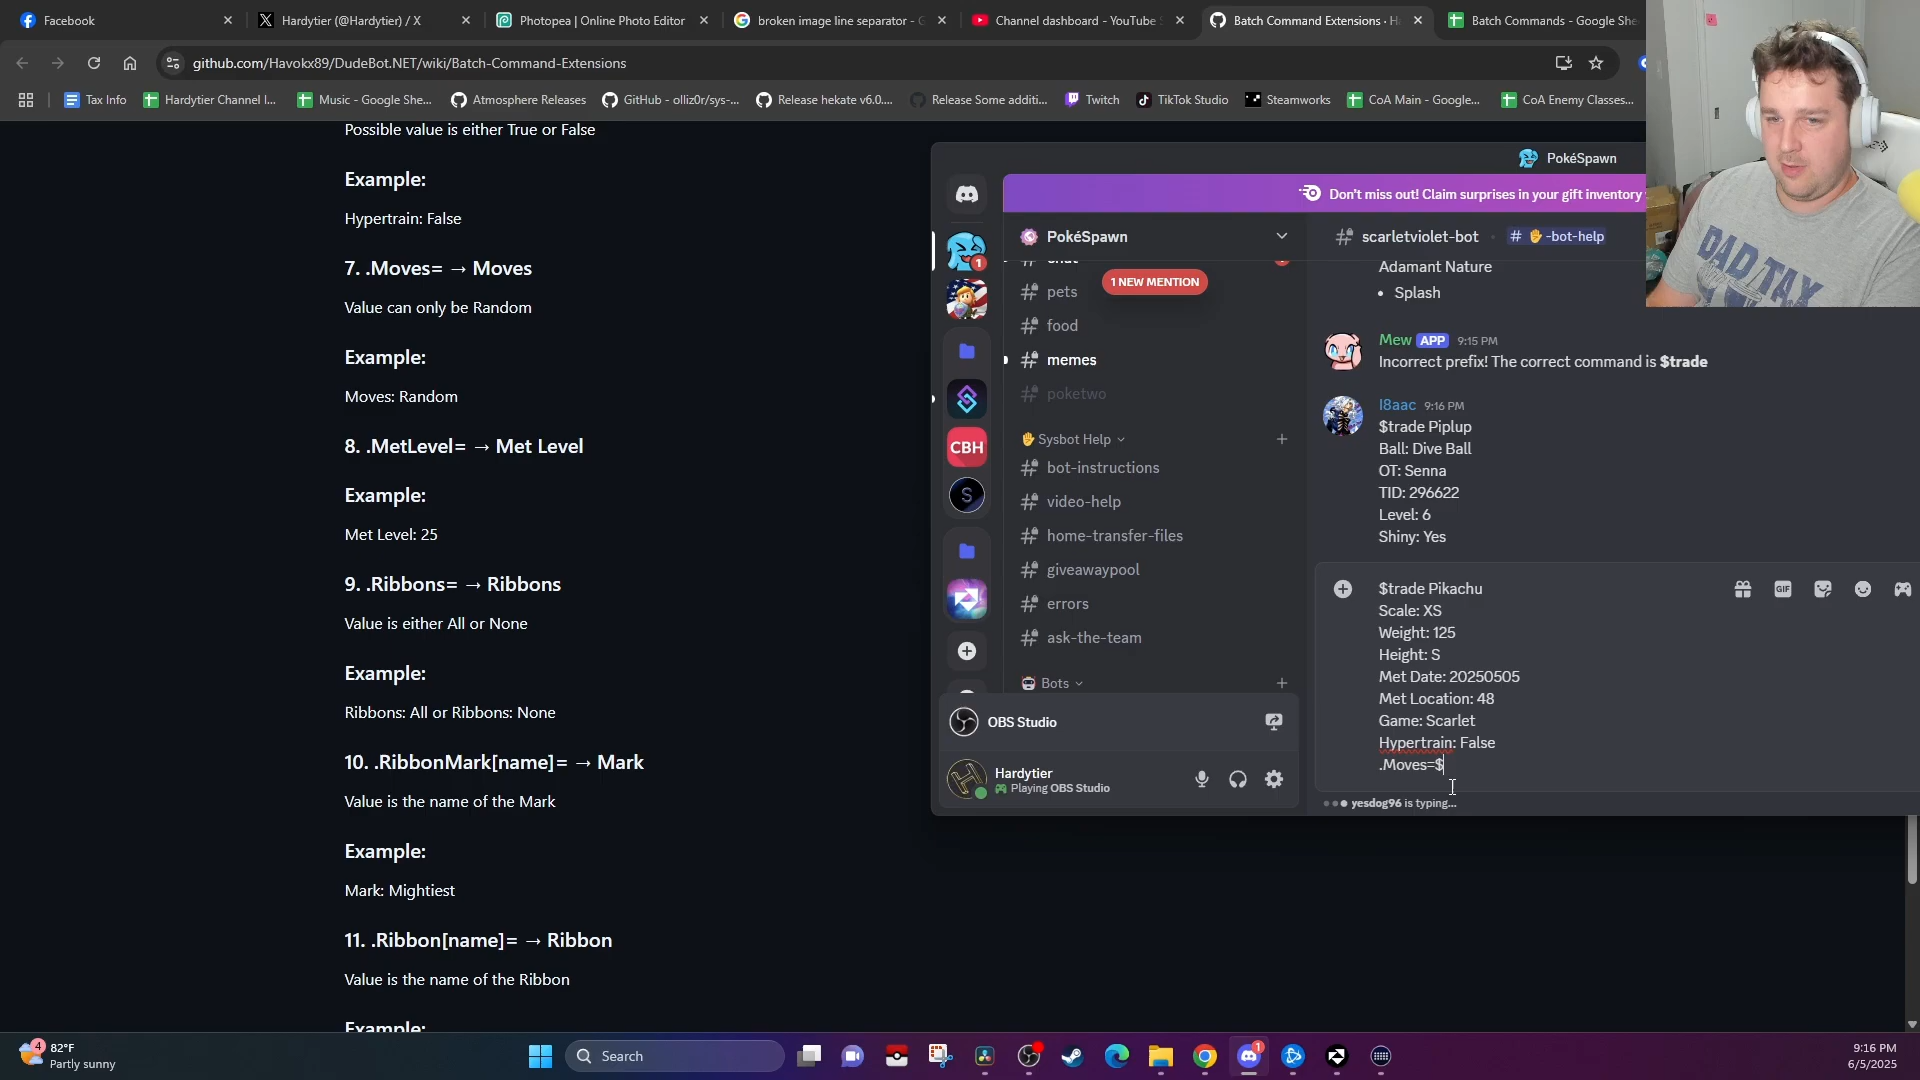 Facebook
Hardytier (@Hardytier) / X
Photopea | Online Photo Editor
broken image line separator - G
Channel dashboard - YouTube S
Batch Command Extensions · H
Batch Commands - Google She
github.com/Havokx89/DudeBot.NET/wiki/Batch-Command-Extensions
Tax Info
Hardytier Channel I...
Music - Google She...
Atmosphere Releases
GitHub - olliz0r/sys-...
Release hekate v6.0....
Release Some additi...
Twitch
TikTok Studio
Steamworks
CoA Main - Google...
CoA Enemy Classes...
Possible value is either True or False
Example:
Hypertrain: False
7. .Moves= → Moves
Value can only be Random
Example:
Moves: Random
8. .MetLevel= → Met Level
Example:
Met Level: 25
9. .Ribbons= → Ribbons
Value is either All or None
Example:
Ribbons: All or Ribbons: None
10. .RibbonMark[name]= → Mark
Value is the name of the Mark
Example:
Mark: Mightiest
11. .Ribbon[name]= → Ribbon
Value is the name of the Ribbon
Example:
PokéSpawn
Don't miss out! Claim surprises in your gift inventory
1
CBH
S
PokéSpawn
chat
1 NEW MENTION
pets
food
memes
poketwo
Sysbot Help
bot-instructions
video-help
home-transfer-files
giveawaypool
errors
ask-the-team
Bots
OBS Studio
Hardytier
Playing OBS Studio
# scarletviolet-bot
# -bot-help
Adamant Nature
• Splash
Mew APP 9:15 PM
Incorrect prefix! The correct command is $trade
I8aac 9:16 PM
$trade Piplup
Ball: Dive Ball
OT: Senna
TID: 296622
Level: 6
Shiny: Yes
$trade Pikachu
GIF
Scale: XS
Weight: 125
Height: S
Met Date: 20250505
Met Location: 48
Game: Scarlet
Hypertrain: False
.Moves=$
yesdog96 is typing...
DAD TAX
4
82°F
Partly sunny
Search
1
9:16 PM
6/5/2025